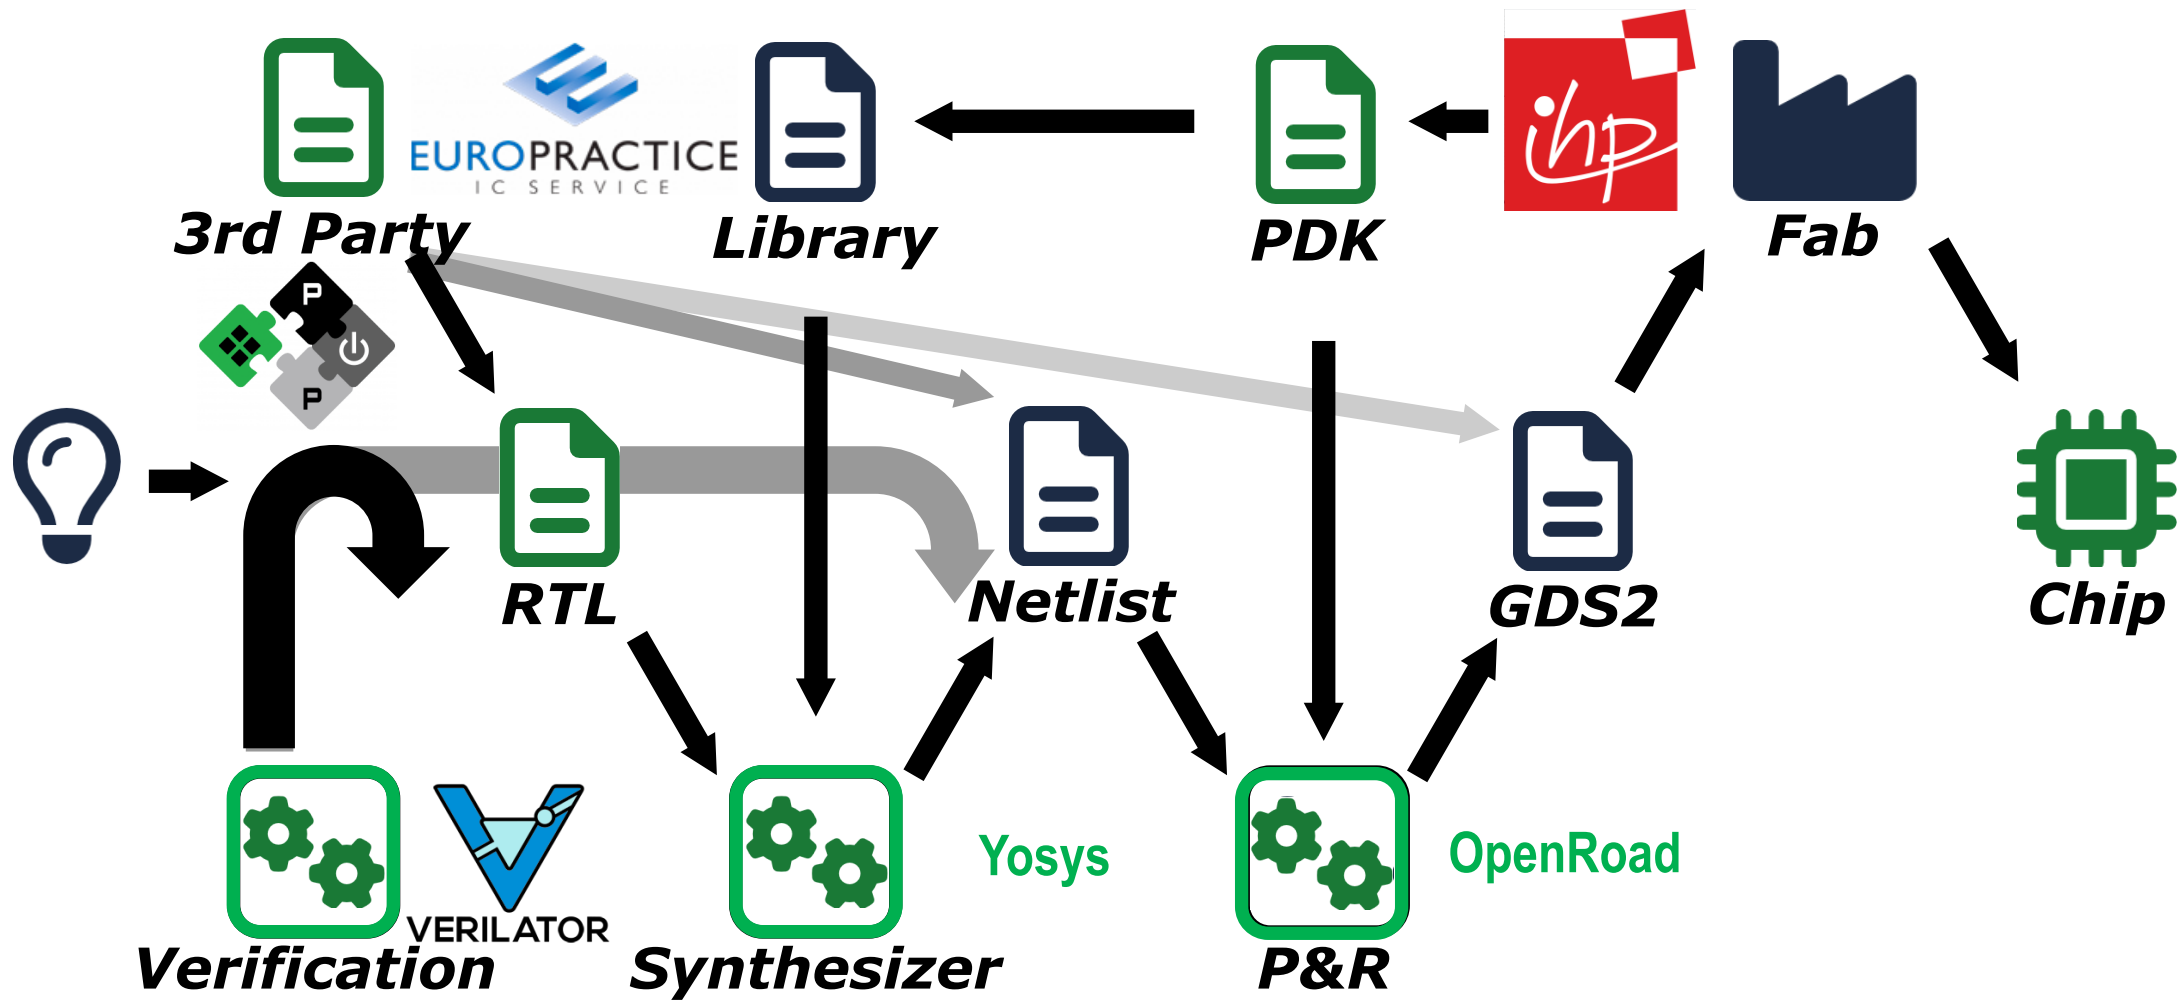 EUROPRACTICE
IC SERVICE
ihp
3rd Party
Library
PDK
Fab
P
P
RTL
Netlist
GDS2
Chip
Yosys
OpenRoad
VERILATOR
Verification
Synthesizer
P&R